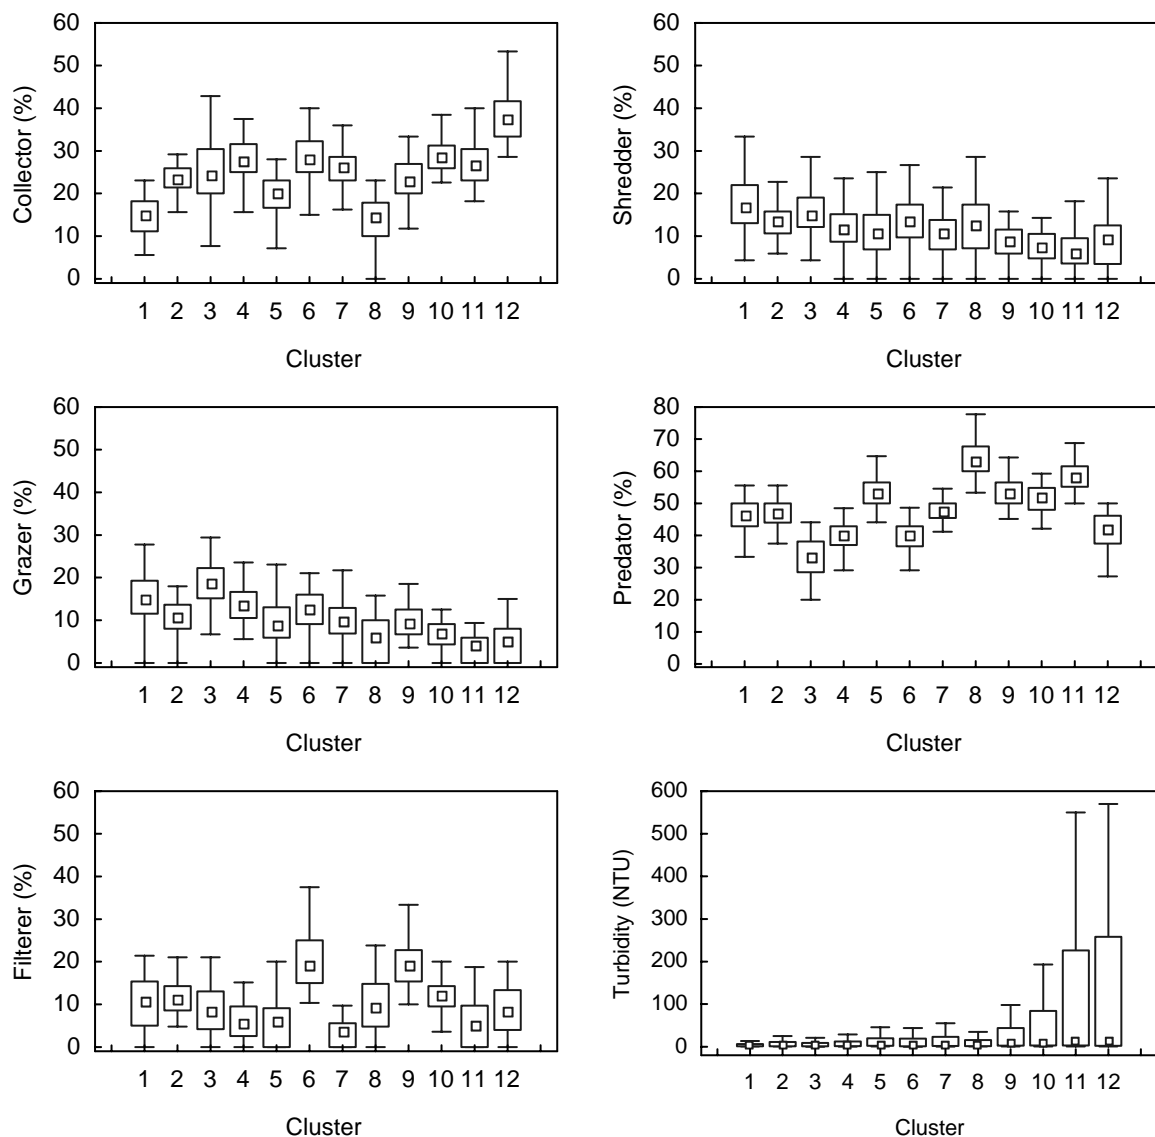 60
50
40
30
20
10
0
Collector (%)
1 2 3 4 5 6 7 8 9 10 11 12
Cluster
60
50
40
30
20
10
0
Shredder (%)
1 2 3 4 5 6 7 8 9 10 11 12
Cluster
60
50
40
30
20
10
0
Grazer (%)
1 2 3 4 5 6 7 8 9 10 11 12
Cluster
80
70
60
50
40
30
20
10
0
Predator (%)
1 2 3 4 5 6 7 8 9 10 11 12
Cluster
60
50
40
30
20
10
0
Filterer (%)
1 2 3 4 5 6 7 8 9 10 11 12
Cluster
600
500
400
300
200
100
0
Turbidity (NTU)
1 2 3 4 5 6 7 8 9 10 11 12
Cluster